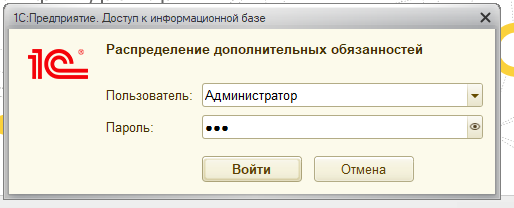 1С:Предприятие. Доступ к информационной базе
1С
Распределение дополнительных обязанностей
Пользователь: Администратор
Пароль: ●●●
Войти Отмена